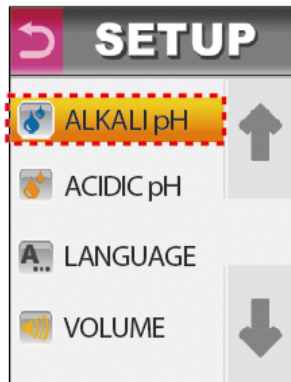 SETUP
ALKALI pH
ACIDIC pH
A... LANGUAGE
VOLUME